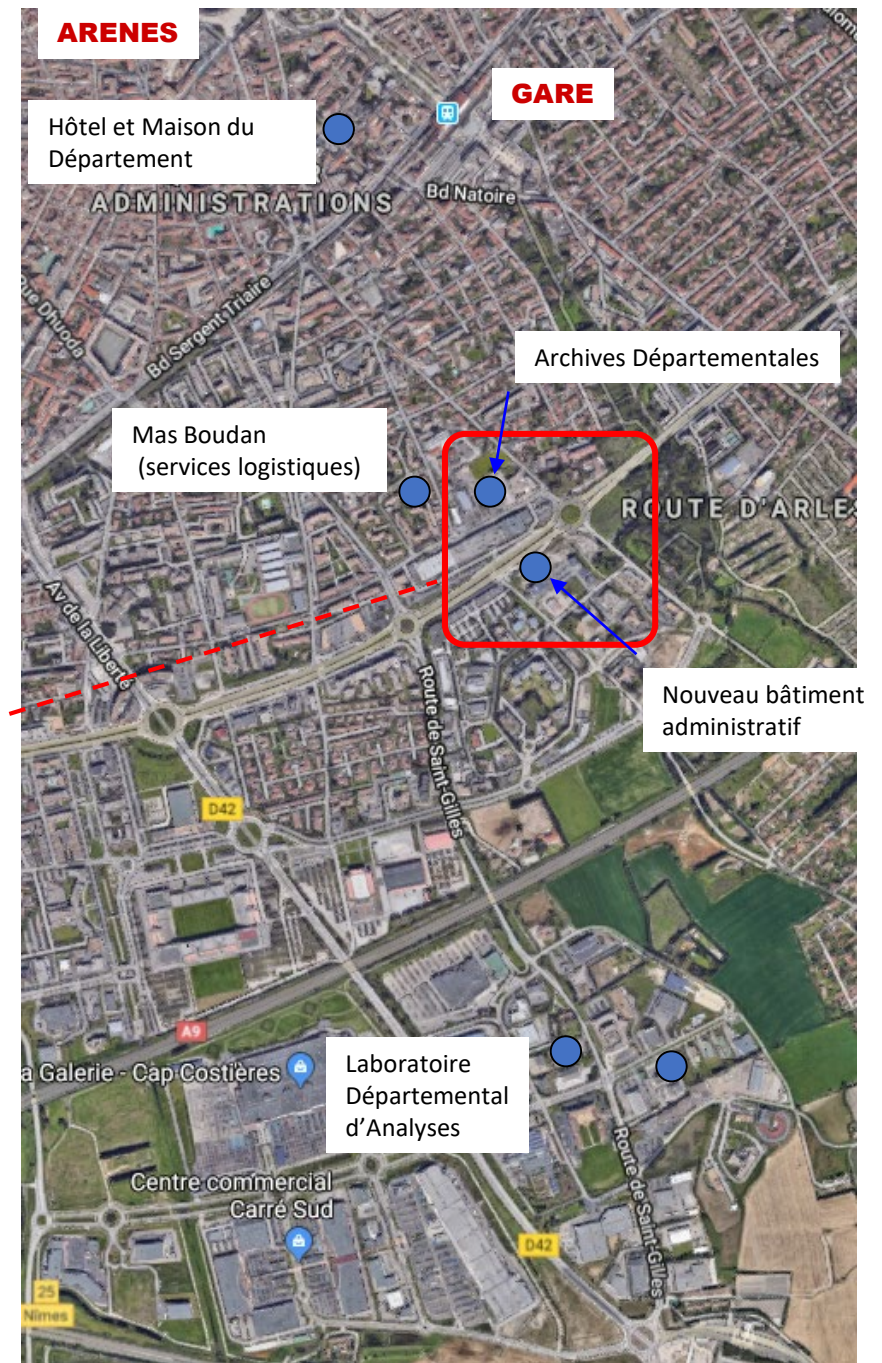 ARENES
GARE
Hôtel et Maison du
Département
ADMINISTRATIONS
Bd Natoire
Rue Dhuoda
Bd Sergent Triaire
Archives Départementales
Mas Boudan
(services logistiques)
ROUTE D'ARLES
Av de la Liberté
Nouveau bâtiment
administratif
Route de Saint-Gilles
D42
A9
a Galerie - Cap Costières
Laboratoire
Départemental
d'Analyses
Route de Saint-Gilles
Centre commercial
Carré Sud
D42
25
Nîmes